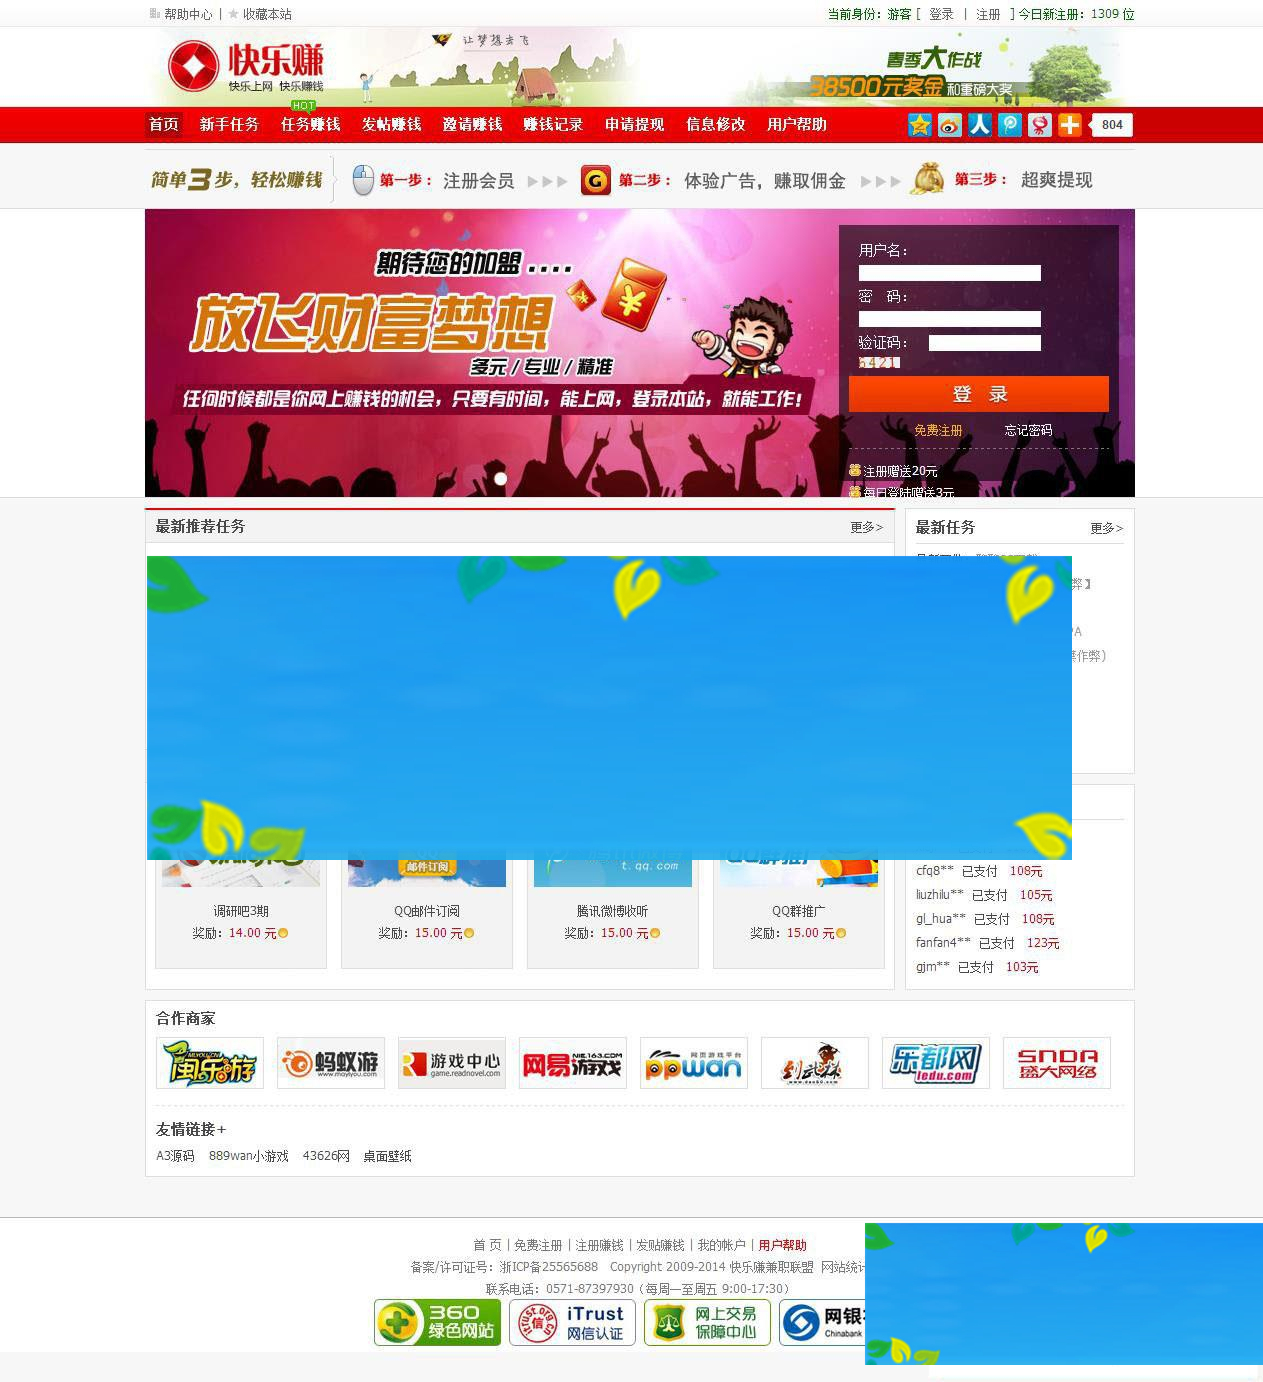 帮助中心 | 收藏本站
当前身份：游客 [ 登录 | 注册 ] 今日新注册：1309 位
快乐赚
快乐上网 快乐赚钱
让梦想去飞
春季大作战
38500元奖金和重磅大奖
HOT
首页 新手任务 任务赚钱 发帖赚钱 邀请赚钱 赚钱记录 申请提现 信息修改 用户帮助
804
简单3步，轻松赚钱 第一步： 注册会员 第二步： 体验广告，赚取佣金 第三步： 超爽提现
期待您的加盟 ....
放飞财富梦想
多元 / 专业 / 精准
任何时候都是你网上赚钱的机会，只要有时间，能上网，登录本站，就能工作！
用户名：
密 码：
验证码：
6421
登 录
免费注册 忘记密码
注册赠送20元
每日登陆赠送3元
最新推荐任务 更多>
最新任务 更多>
弊】
PA
作弊）
邮件订阅
t.qq.com
调研吧3期
奖励：14.00 元
QQ邮件订阅
奖励：15.00 元
腾讯微博收听
奖励：15.00 元
QQ群推广
奖励：15.00 元
cfq8** 已支付 108元
liuzhilu** 已支付 105元
gl_hua** 已支付 108元
fanfan4** 已支付 123元
gjm** 已支付 103元
合作商家
闽乐游
蚂蚁游
www.mayiyou.com
游戏中心
game.readnovel.com
网易游戏
NIE.163.COM
网页游戏平台
ppwan
剑武林
乐都网
ledu.com
SNDA
盛大网络
友情链接+
A3源码 889wan小游戏 43626网 桌面壁纸
首 页 | 免费注册 | 注册赚钱 | 发贴赚钱 | 我的帐户 | 用户帮助
备案/许可证号：浙ICP备25565688 Copyright 2009-2014 快乐赚兼职联盟 网站统计
联系电话：0571-87397930（每周一至周五 9:00-17:30）
360
绿色网站
iTrust
网信认证
网上交易
保障中心
网银
Chinabank